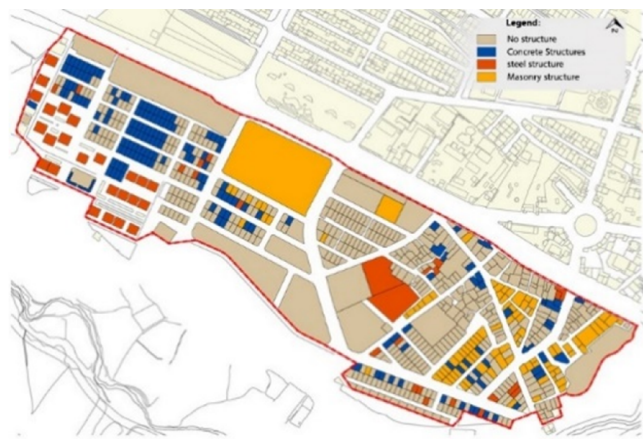 Legend:
No structure
Concrete Structures
steel structure
Masonry structure